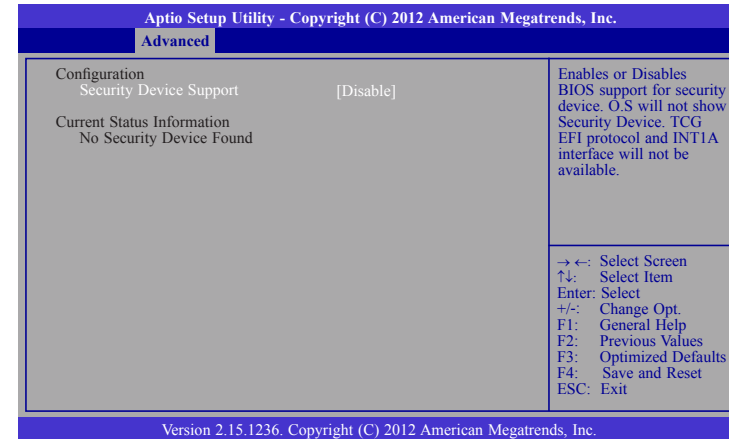 Aptio Setup Utility - Copyright (C) 2012 American Megatrends, Inc.
Advanced
Configuration
Security Device Support [Disable]
Current Status Information
No Security Device Found
Enables or Disables
BIOS support for security
device. O.S will not show
Security Device. TCG
EFI protocol and INT1A
interface will not be
available.
→←: Select Screen
↑↓: Select Item
Enter: Select
+/-: Change Opt.
F1: General Help
F2: Previous Values
F3: Optimized Defaults
F4: Save and Reset
ESC: Exit
Version 2.15.1236. Copyright (C) 2012 American Megatrends, Inc.